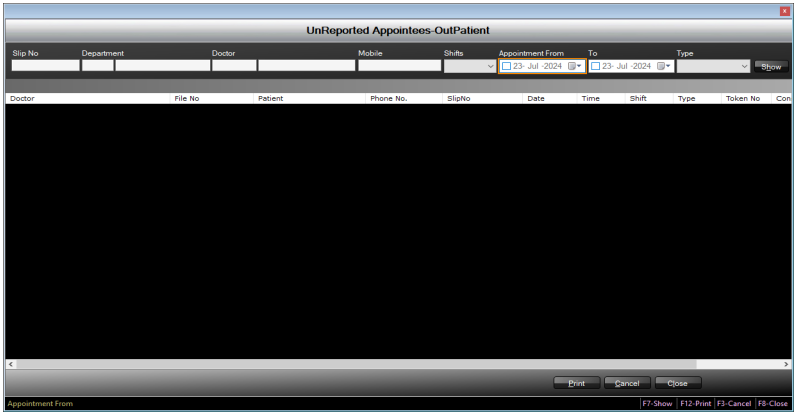 UnReported Appointees-OutPatient
Slip No Department Doctor Mobile Shifts Appointment From To Type
23- Jul -2024 23- Jul -2024 Show
Doctor File No Patient Phone No. SlipNo Date Time Shift Type Token No Con
Print Cancel Close
Appointment From F7-Show F12-Print F3-Cancel F8-Close